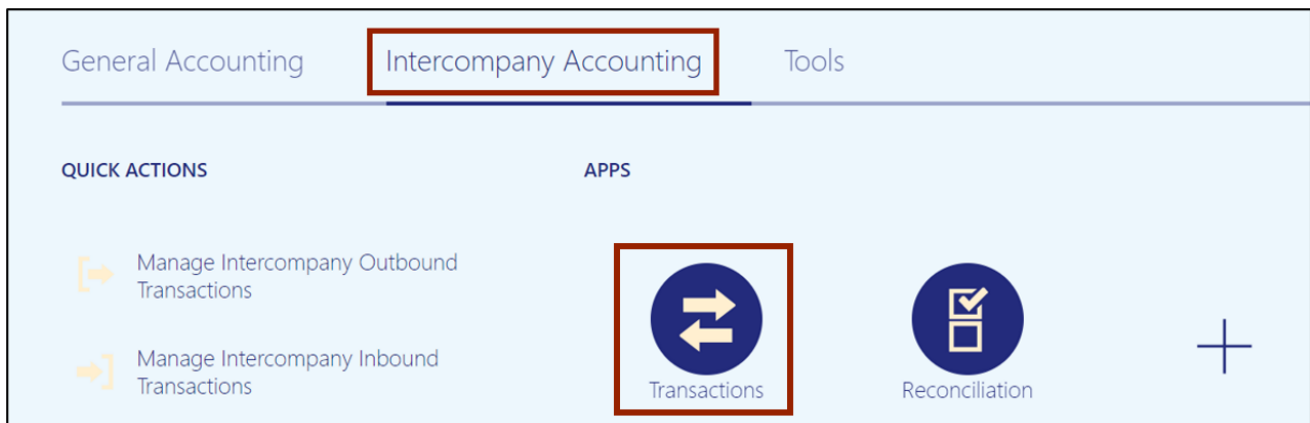 General Accounting
Intercompany Accounting
Tools
QUICK ACTIONS
APPS
Manage Intercompany Outbound
Transactions
Manage Intercompany Inbound
Transactions
Transactions
Reconciliation